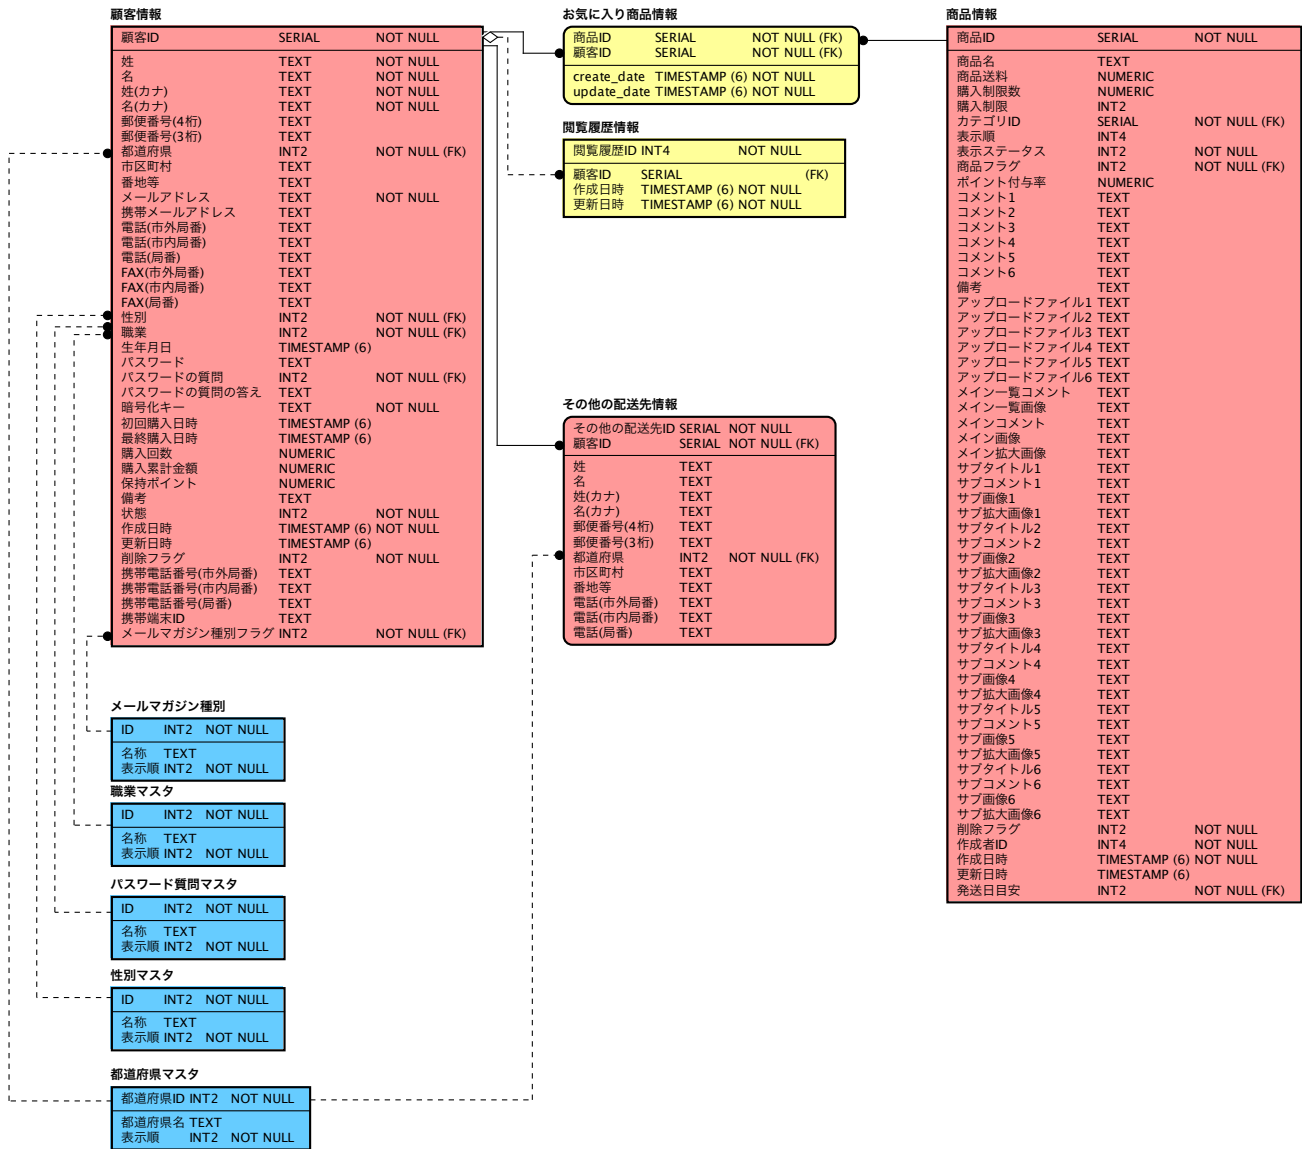 顧客情報
顧客ID SERIAL NOT NULL
姓 TEXT NOT NULL
名 TEXT NOT NULL
姓(カナ) TEXT NOT NULL
名(カナ) TEXT NOT NULL
郵便番号(4桁) TEXT
郵便番号(3桁) TEXT
都道府県 INT2 NOT NULL (FK)
市区町村 TEXT
番地等 TEXT
メールアドレス TEXT NOT NULL
携帯メールアドレス TEXT
電話(市外局番) TEXT
電話(市内局番) TEXT
電話(局番) TEXT
FAX(市外局番) TEXT
FAX(市内局番) TEXT
FAX(局番) TEXT
性別 INT2 NOT NULL (FK)
職業 INT2 NOT NULL (FK)
生年月日 TIMESTAMP (6)
パスワード TEXT
パスワードの質問 INT2 NOT NULL (FK)
パスワードの質問の答え TEXT
暗号化キー TEXT NOT NULL
初回購入日時 TIMESTAMP (6)
最終購入日時 TIMESTAMP (6)
購入回数 NUMERIC
購入累計金額 NUMERIC
保持ポイント NUMERIC
備考 TEXT
状態 INT2 NOT NULL
作成日時 TIMESTAMP (6) NOT NULL
更新日時 TIMESTAMP (6)
削除フラグ INT2 NOT NULL
携帯電話番号(市外局番) TEXT
携帯電話番号(市内局番) TEXT
携帯電話番号(局番) TEXT
携帯端末ID TEXT
メールマガジン種別フラグ INT2 NOT NULL (FK)
メールマガジン種別
ID INT2 NOT NULL
名称 TEXT
表示順 INT2 NOT NULL
職業マスタ
ID INT2 NOT NULL
名称 TEXT
表示順 INT2 NOT NULL
パスワード質問マスタ
ID INT2 NOT NULL
名称 TEXT
表示順 INT2 NOT NULL
性別マスタ
ID INT2 NOT NULL
名称 TEXT
表示順 INT2 NOT NULL
都道府県マスタ
都道府県ID INT2 NOT NULL
都道府県名 TEXT
表示順 INT2 NOT NULL
お気に入り商品情報
商品ID SERIAL NOT NULL (FK)
顧客ID SERIAL NOT NULL (FK)
create_date TIMESTAMP (6) NOT NULL
update_date TIMESTAMP (6) NOT NULL
閲覧履歴情報
閲覧履歴ID INT4 NOT NULL
顧客ID SERIAL (FK)
作成日時 TIMESTAMP (6) NOT NULL
更新日時 TIMESTAMP (6) NOT NULL
その他の配送先情報
その他の配送先ID SERIAL NOT NULL
顧客ID SERIAL NOT NULL (FK)
姓 TEXT
名 TEXT
姓(カナ) TEXT
名(カナ) TEXT
郵便番号(4桁) TEXT
郵便番号(3桁) TEXT
都道府県 INT2 NOT NULL (FK)
市区町村 TEXT
番地等 TEXT
電話(市外局番) TEXT
電話(市内局番) TEXT
電話(局番) TEXT
商品情報
商品ID SERIAL NOT NULL
商品名 TEXT
商品送料 NUMERIC
購入制限数 NUMERIC
購入制限 INT2
カテゴリID SERIAL NOT NULL (FK)
表示順 INT4
表示ステータス INT2 NOT NULL
商品フラグ INT2 NOT NULL (FK)
ポイント付与率 NUMERIC
コメント1 TEXT
コメント2 TEXT
コメント3 TEXT
コメント4 TEXT
コメント5 TEXT
コメント6 TEXT
備考 TEXT
アップロードファイル1 TEXT
アップロードファイル2 TEXT
アップロードファイル3 TEXT
アップロードファイル4 TEXT
アップロードファイル5 TEXT
アップロードファイル6 TEXT
メイン一覧コメント TEXT
メイン一覧画像 TEXT
メインコメント TEXT
メイン画像 TEXT
メイン拡大画像 TEXT
サブタイトル1 TEXT
サブコメント1 TEXT
サブ画像1 TEXT
サブ拡大画像1 TEXT
サブタイトル2 TEXT
サブコメント2 TEXT
サブ画像2 TEXT
サブ拡大画像2 TEXT
サブタイトル3 TEXT
サブコメント3 TEXT
サブ画像3 TEXT
サブ拡大画像3 TEXT
サブタイトル4 TEXT
サブコメント4 TEXT
サブ画像4 TEXT
サブ拡大画像4 TEXT
サブタイトル5 TEXT
サブコメント5 TEXT
サブ画像5 TEXT
サブ拡大画像5 TEXT
サブタイトル6 TEXT
サブコメント6 TEXT
サブ画像6 TEXT
サブ拡大画像6 TEXT
削除フラグ INT2 NOT NULL
作成者ID INT4 NOT NULL
作成日時 TIMESTAMP (6) NOT NULL
更新日時 TIMESTAMP (6)
発送日目安 INT2 NOT NULL (FK)